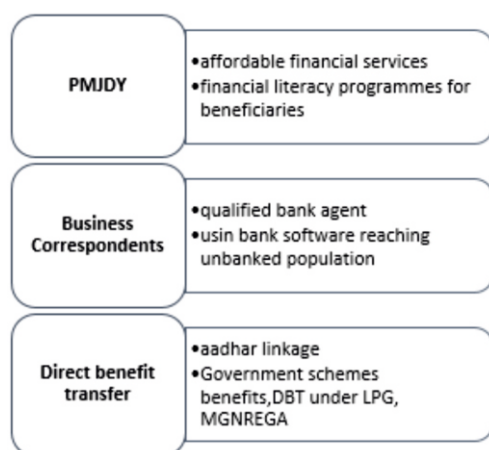 PMJDY
•affordable financial services
•financial literacy programmes for
beneficiaries
Business
Correspondents
•qualified bank agent
•usin bank software reaching
unbanked population
Direct benefit
transfer
•aadhar linkage
•Government schemes
benefits,DBT under LPG,
MGNREGA